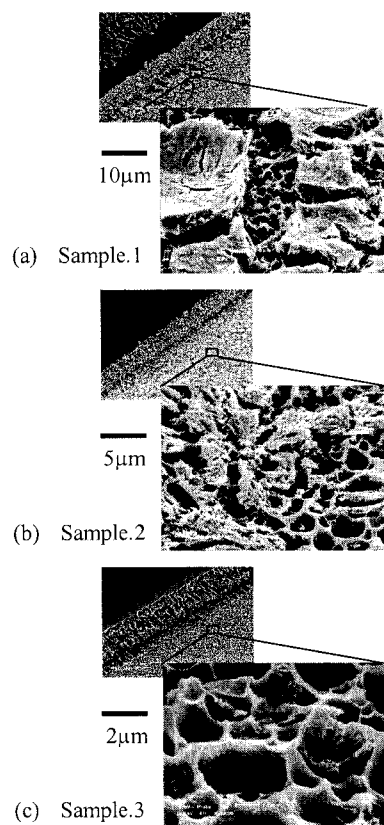 10μm
(a) Sample.1
5μm
(b) Sample.2
2μm
(c) Sample.3